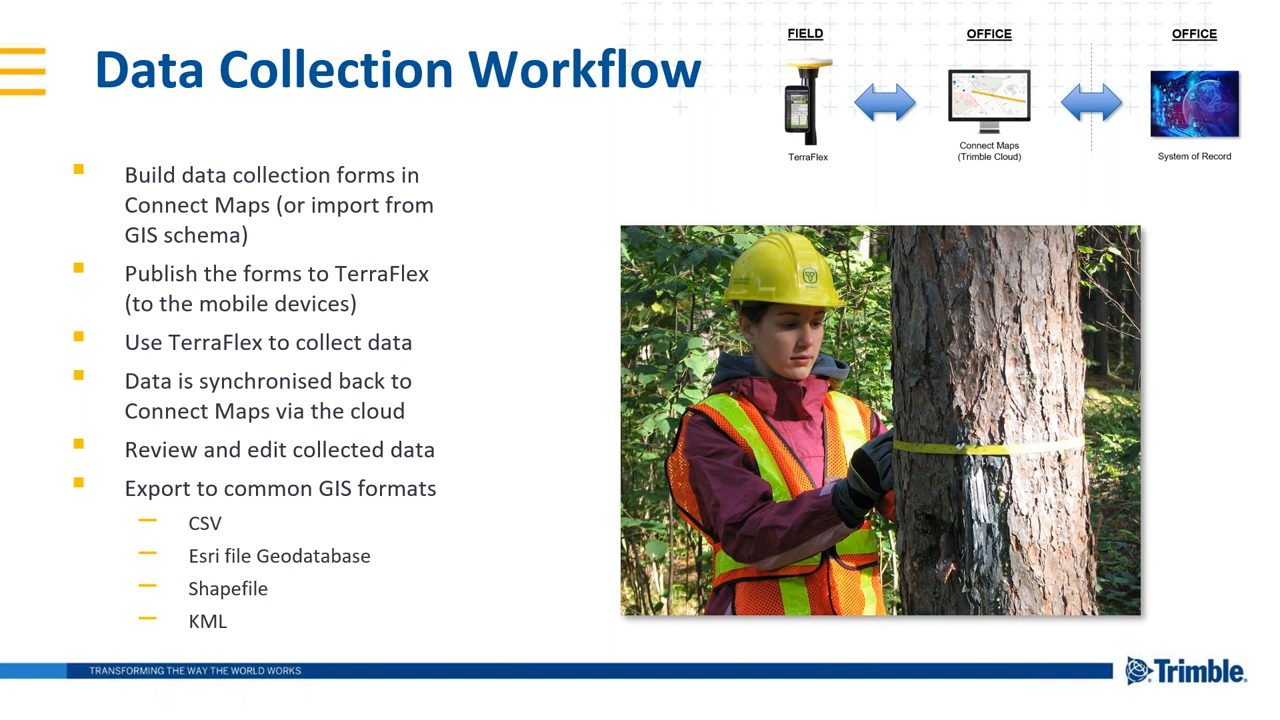 Data Collection Workflow
FIELD
OFFICE
OFFICE
TerraFlex
Connect Maps
(Trimble Cloud)
System of Record
Build data collection forms in
Connect Maps (or import from
GIS schema)
Publish the forms to TerraFlex
(to the mobile devices)
Use TerraFlex to collect data
Data is synchronised back to
Connect Maps via the cloud
Review and edit collected data
Export to common GIS formats
CSV
Esri file Geodatabase
Shapefile
KML
TRANSFORMING THE WAY THE WORLD WORKS
Trimble